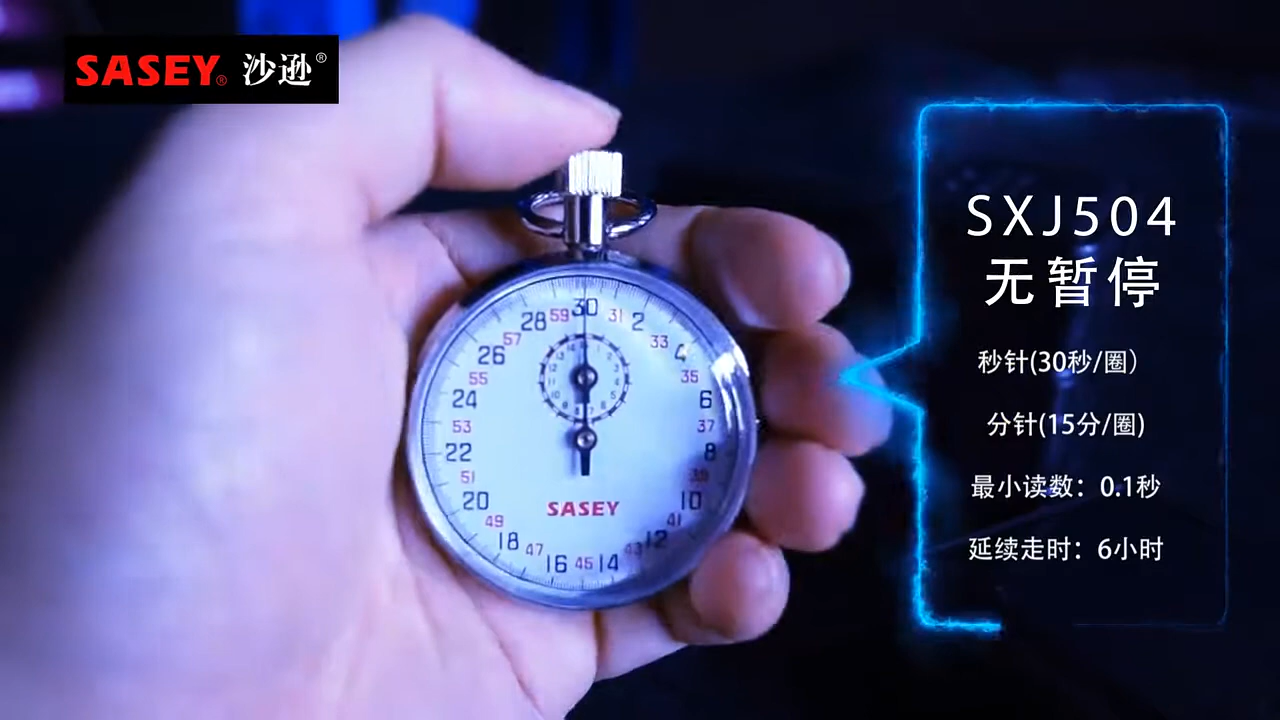 SASEY® 沙逊®
SXJ504
无暂停
秒针(30秒/圈）
分针(15分/圈)
最小读数：0.1秒
延续走时：6小时
30
28 59 31 2
57 33
26 4
55 35
24 6
53 37
22 8
51 39
20 10
49 41
18 47 43 12
16 45 14
SASEY